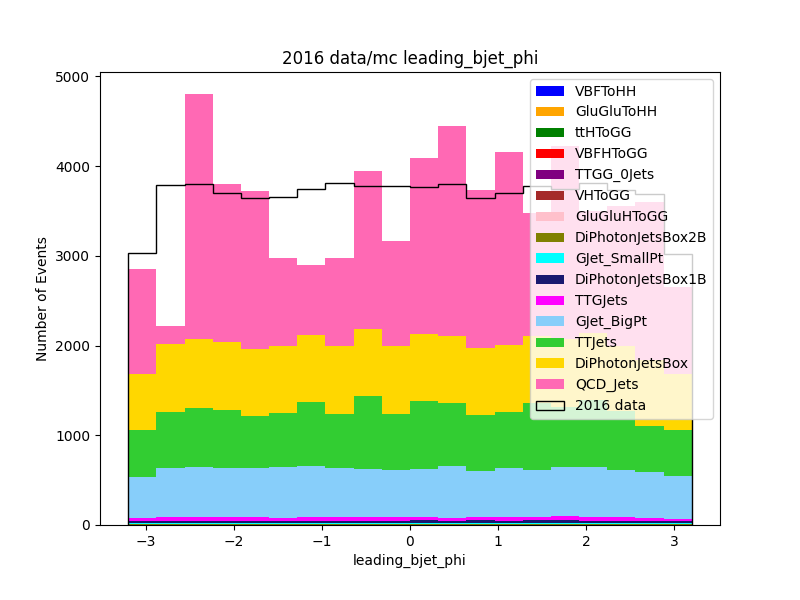 2016 data/mc leading_bjet_phi
Number of Events
5000
4000
3000
2000
1000
0
−3
−2
−1
0
1
2
3
leading_bjet_phi
VBFToHH
GluGluToHH
ttHToGG
VBFHToGG
TTGG_0Jets
VHToGG
GluGluHToGG
DiPhotonJetsBox2B
GJet_SmallPt
DiPhotonJetsBox1B
TTGJets
GJet_BigPt
TTJets
DiPhotonJetsBox
QCD_Jets
2016 data